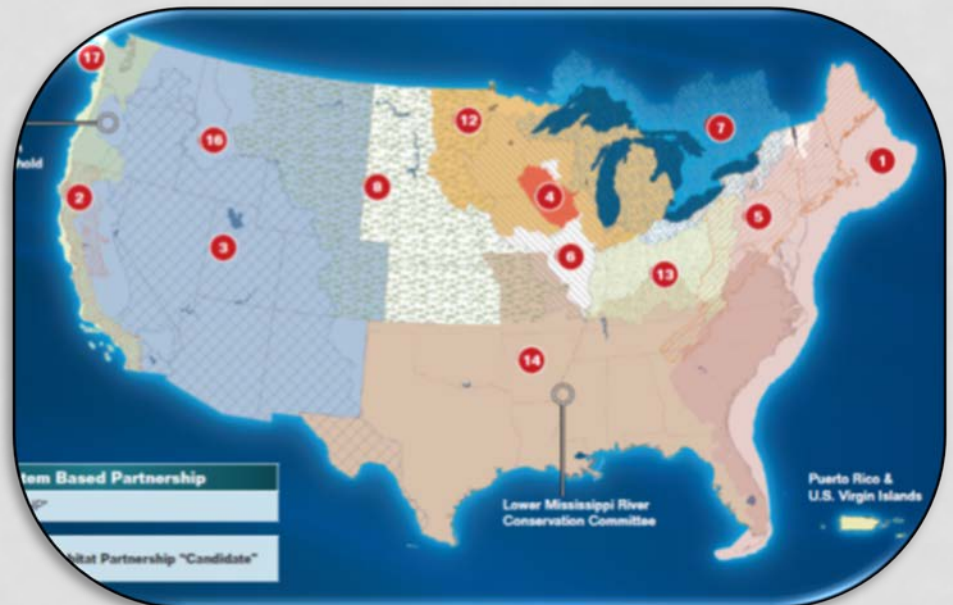 17
12
7
16
1
hold
8
2
4
5
3
6
13
14
tem Based Partnership
Puerto Rico &
U.S. Virgin Islands
Lower Mississippi River
Conservation Committee
bitat Partnership "Candidate"